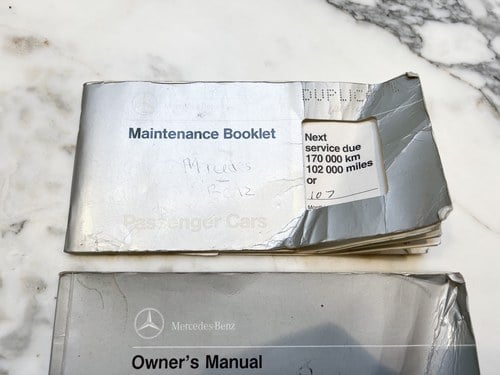 Mercedes-Benz
DUPLIC
Maintenance Booklet
Next
service due
170 000 km
102 000 miles
or
107
Passenger Cars
Mercedes-Benz
Owner's Manual